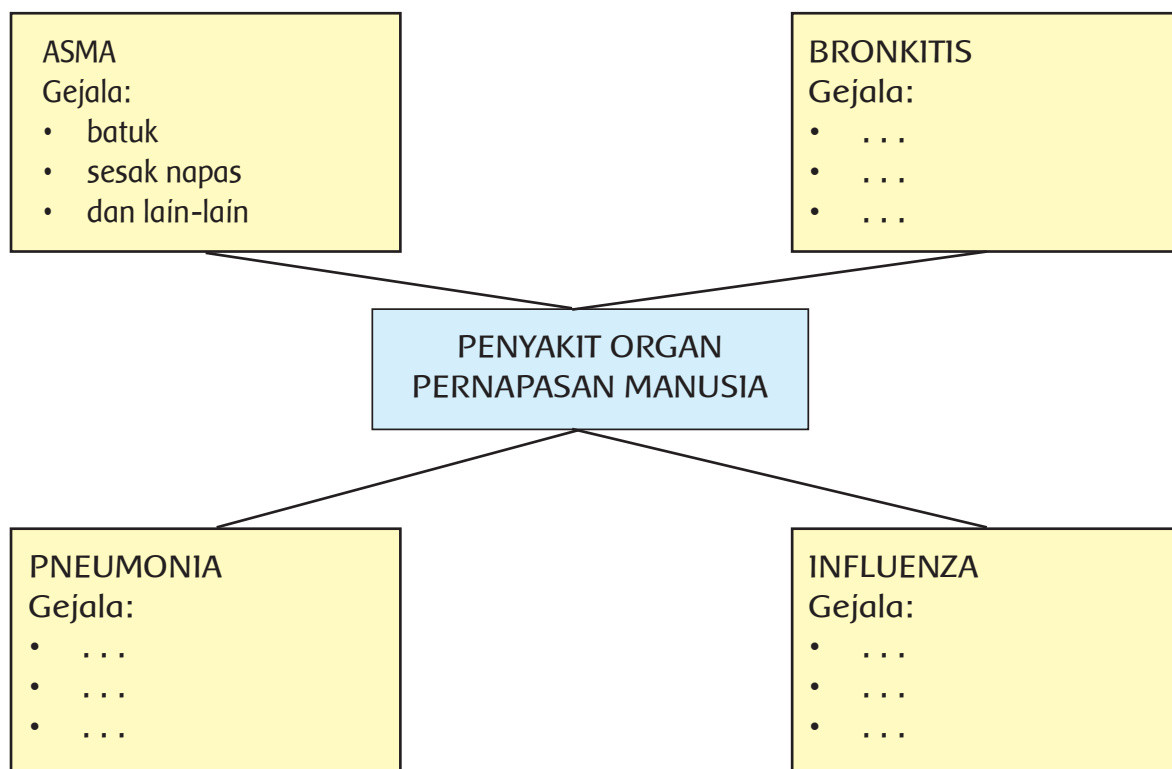 ASMA
Gejala:
• batuk
• sesak napas
• dan lain-lain
BRONKITIS
Gejala:
• . . .
• . . .
• . . .
PENYAKIT ORGAN
PERNAPASAN MANUSIA
PNEUMONIA
Gejala:
• . . .
• . . .
• . . .
INFLUENZA
Gejala:
• . . .
• . . .
• . . .